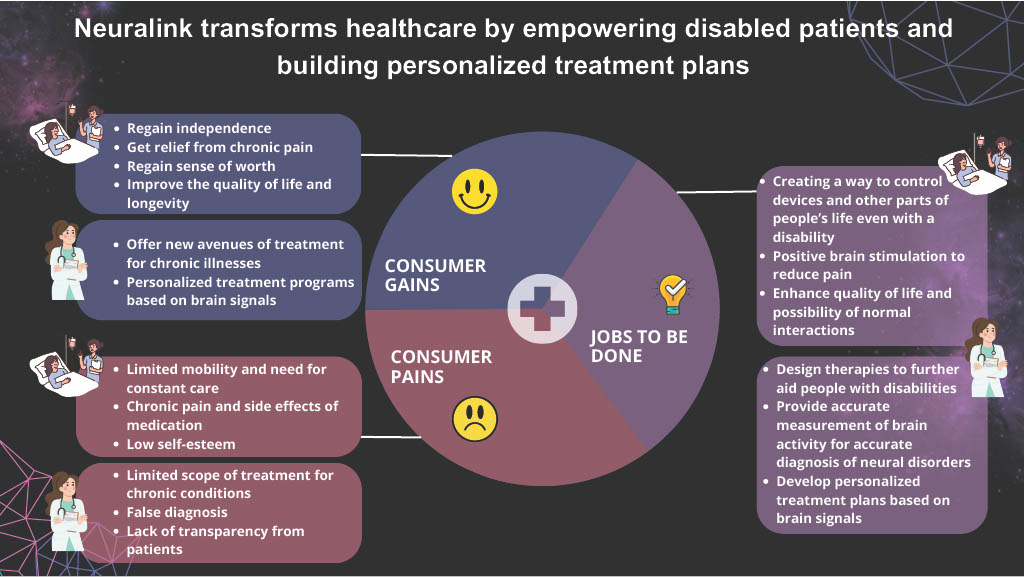 Neuralink transforms healthcare by empowering disabled patients and
building personalized treatment plans
• Regain independence
• Get relief from chronic pain
• Regain sense of worth
• Improve the quality of life and
longevity
• Offer new avenues of treatment
for chronic illnesses
• Personalized treatment programs
based on brain signals
• Limited mobility and need for
constant care
• Chronic pain and side effects of
medication
• Low self-esteem
• Limited scope of treatment for
chronic conditions
• False diagnosis
• Lack of transparency from
patients
CONSUMER
GAINS
CONSUMER
PAINS
JOBS TO BE
DONE
• Creating a way to control
devices and other parts of
people's life even with a
disability
• Positive brain stimulation to
reduce pain
• Enhance quality of life and
possibility of normal
interactions
• Design therapies to further
aid people with disabilities
• Provide accurate
measurement of brain
activity for accurate
diagnosis of neural disorders
• Develop personalized
treatment plans based on
brain signals